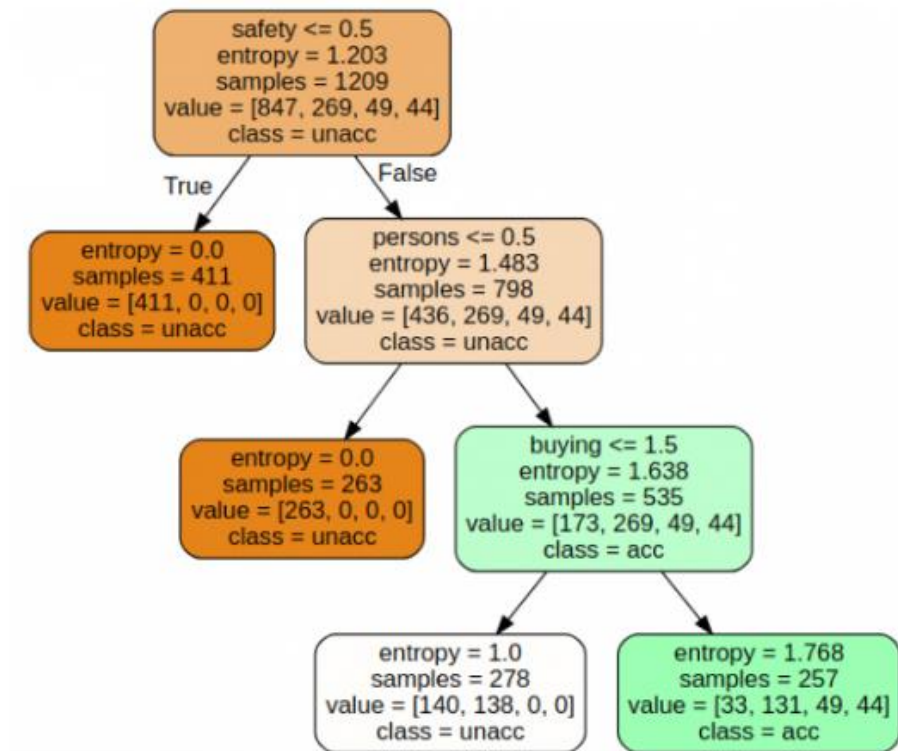 safety <= 0.5
entropy = 1.203
samples = 1209
value = [847, 269, 49, 44]
class = unacc
True
False
entropy = 0.0
samples = 411
value = [411, 0, 0, 0]
class = unacc
persons <= 0.5
entropy = 1.483
samples = 798
value = [436, 269, 49, 44]
class = unacc
entropy = 0.0
samples = 263
value = [263, 0, 0, 0]
class = unacc
buying <= 1.5
entropy = 1.638
samples = 535
value = [173, 269, 49, 44]
class = acc
entropy = 1.0
samples = 278
value = [140, 138, 0, 0]
class = unacc
entropy = 1.768
samples = 257
value = [33, 131, 49, 44]
class = acc